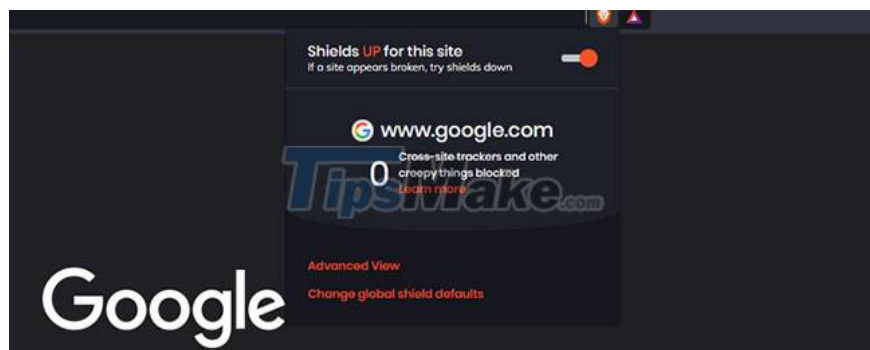 Shields UP for this site
If a site appears broken, try shields down
www.google.com
0
Cross-site trackers and other
creepy things blocked
Learn more
TipsMake.com
Advanced View
Change global shield defaults
Google